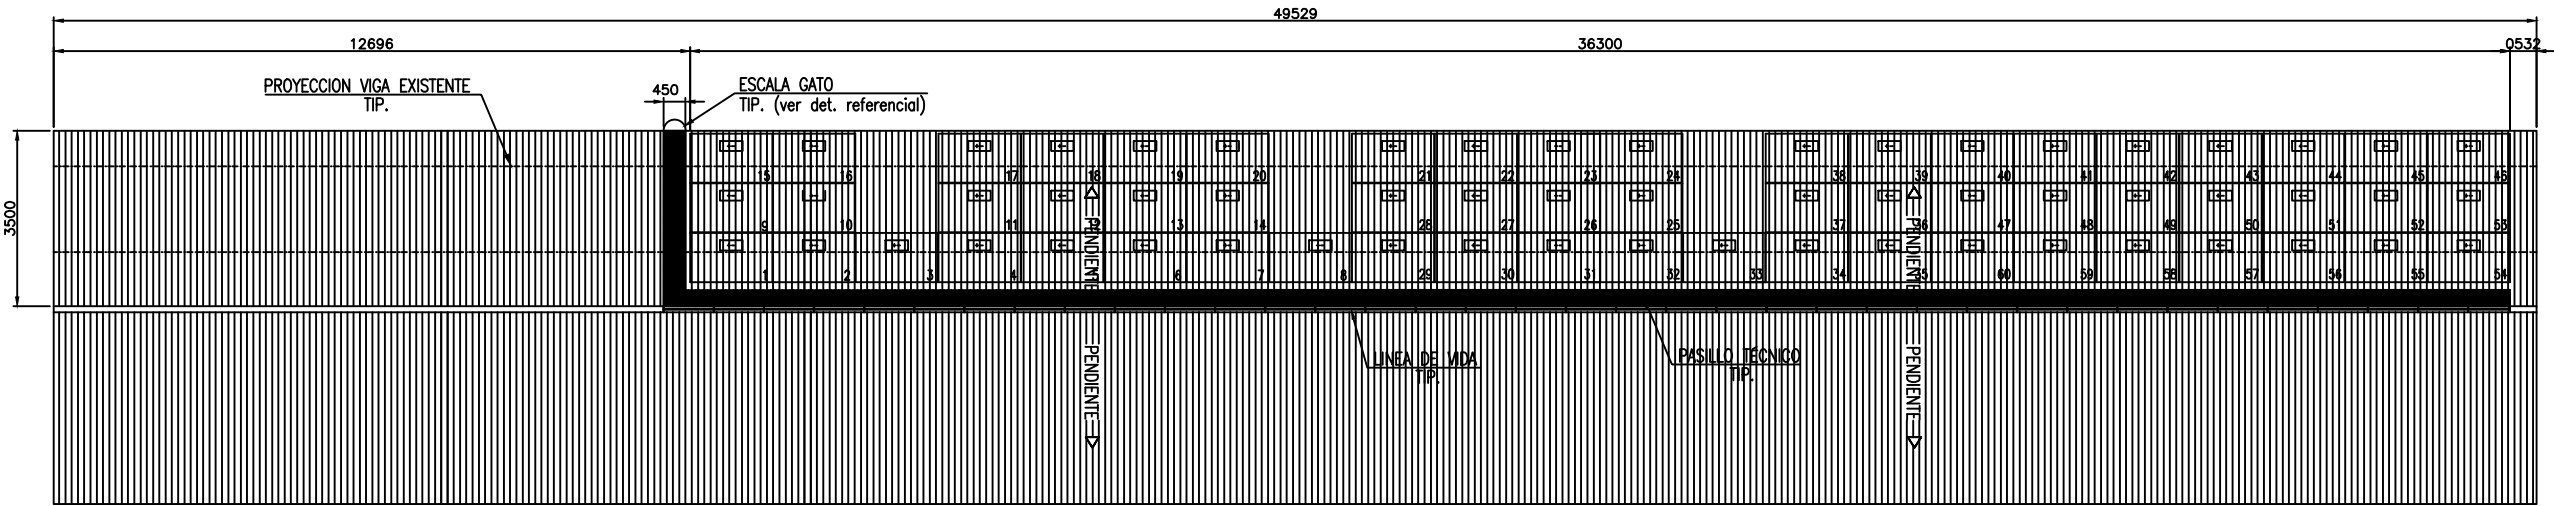 49529
12696
36300
0532
PROYECCION VIGA EXISTENTE
TIP.
450
ESCALA GATO
TIP. (ver det. referencial)
3500
15 16 17 18 19 20 21 22 23 24 38 39 40 41 42 43 44 45 46
9 10 11 12 13 14 28 27 26 25 37 36 47 48 49 50 51 52 53
1 2 3 4 5 6 7 8 29 30 31 32 33 34 35 60 59 58 57 56 55 54
PENDIENTE
PENDIENTE
PENDIENTE
PENDIENTE
LINEA DE VIDA
TIP.
PASILLO TÉCNICO
TIP.